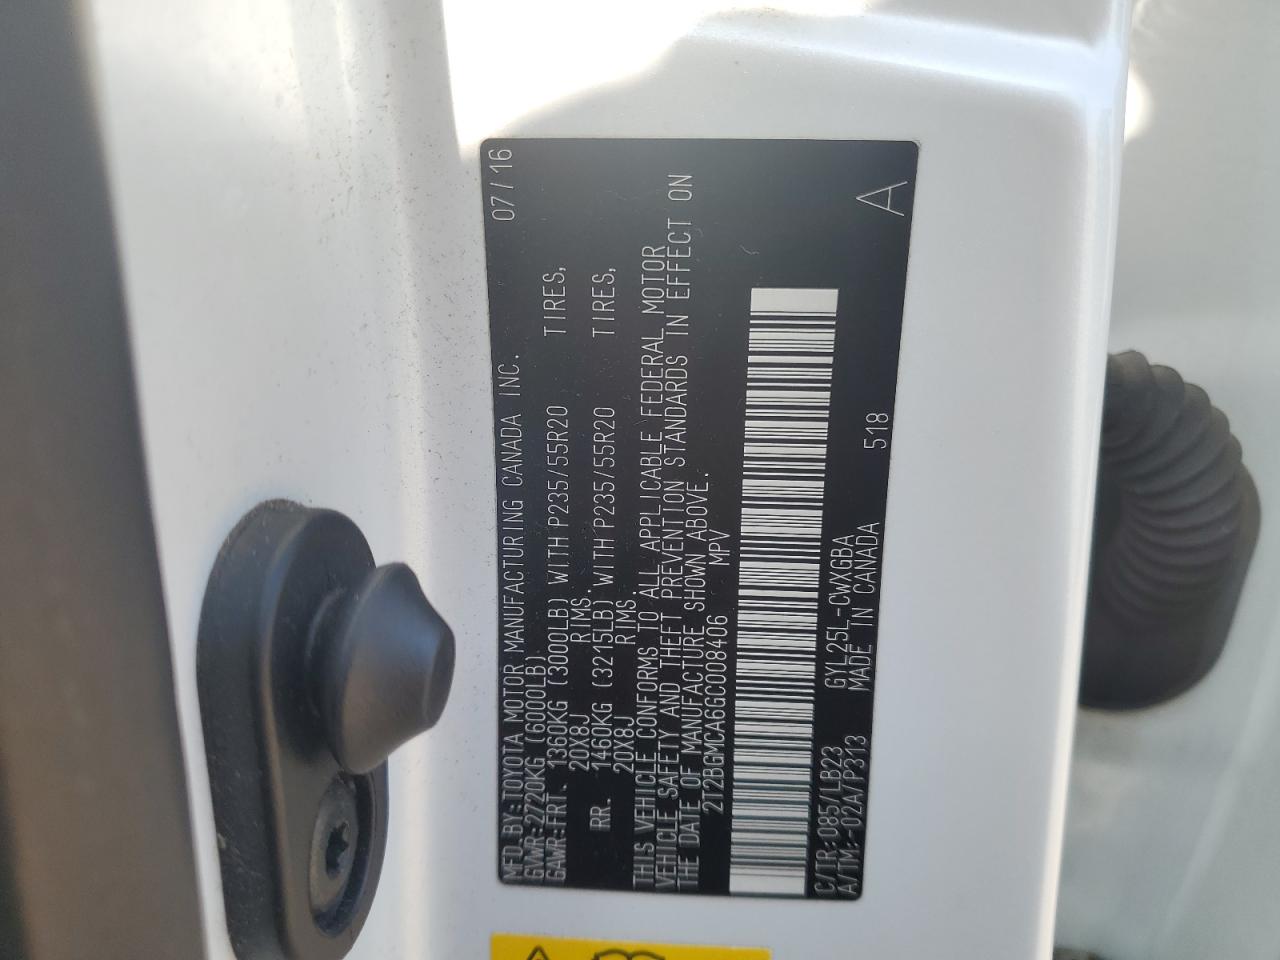 MFD.BY:TOYOTA MOTOR MANUFACTURING CANADA INC. 07/16
GVWR:2720KG (6000LB)
GAWR:FRT. 1360KG (3000LB) WITH P235/55R20 TIRES,
20X8J RIMS.
RR. 1460KG (3215LB) WITH P235/55R20 TIRES,
20X8J RIMS.
THIS VEHICLE CONFORMS TO ALL APPLICABLE FEDERAL MOTOR
VEHICLE SAFETY AND THEFT PREVENTION STANDARDS IN EFFECT ON
THE DATE OF MANUFACTURE SHOWN ABOVE.
2T2BGMCA6GC008406 MPV
C/TR:085/LB23 GYL25L-CWXGBA A
A/TM:-02A/P313 MADE IN CANADA 518